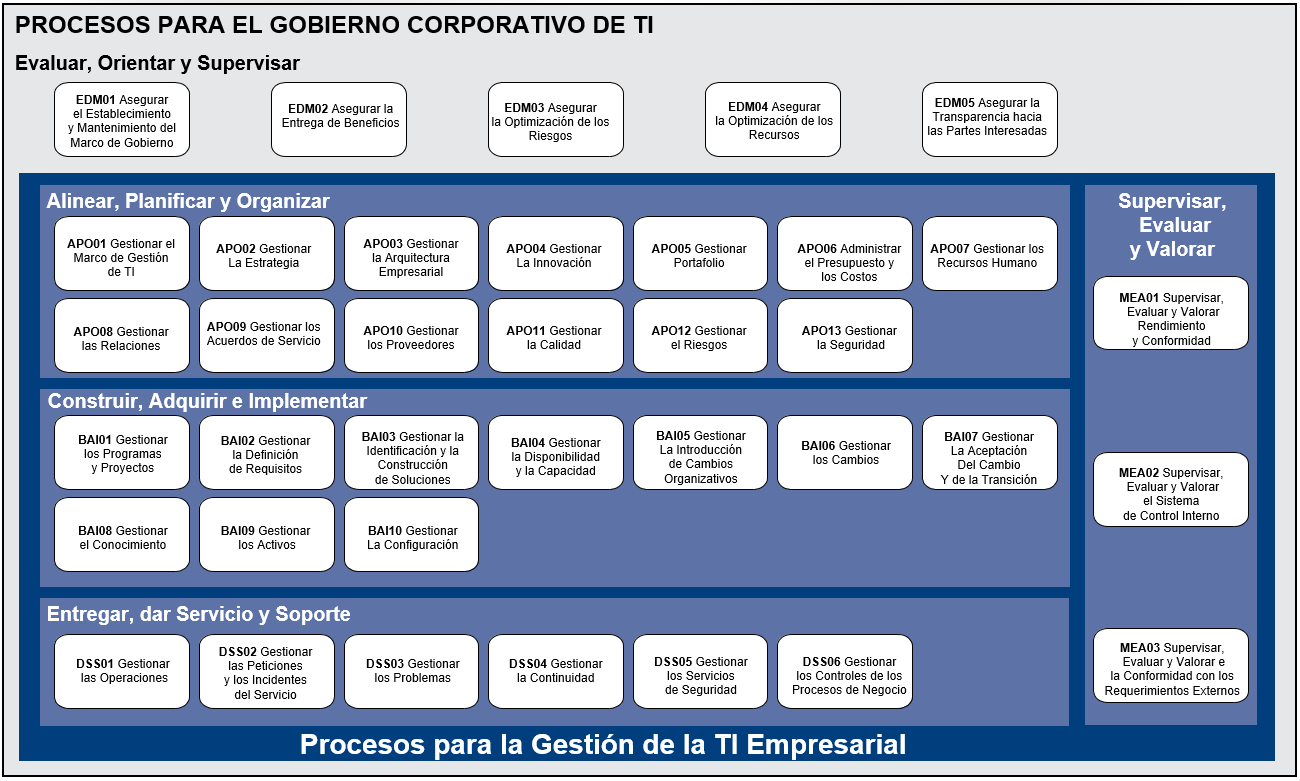 PROCESOS PARA EL GOBIERNO CORPORATIVO DE TI
Evaluar, Orientar y Supervisar
EDM01 Asegurar
el Establecimiento
y Mantenimiento del
Marco de Gobierno
EDM02 Asegurar la
Entrega de Beneficios
EDM03 Asegurar
la Optimización de los
Riesgos
EDM04 Asegurar
la Optimización de los
Recursos
EDM05 Asegurar la
Transparencia hacia
las Partes Interesadas
Alinear, Planificar y Organizar
APO01 Gestionar el
Marco de Gestión
de TI
APO02 Gestionar
La Estrategia
APO03 Gestionar
la Arquitectura
Empresarial
APO04 Gestionar
La Innovación
APO05 Gestionar
Portafolio
APO06 Administrar
el Presupuesto y
los Costos
APO07 Gestionar los
Recursos Humano
APO08 Gestionar
las Relaciones
APO09 Gestionar los
Acuerdos de Servicio
APO10 Gestionar
los Proveedores
APO11 Gestionar
la Calidad
APO12 Gestionar
el Riesgos
APO13 Gestionar
la Seguridad
Construir, Adquirir e Implementar
BAI01 Gestionar
los Programas
y Proyectos
BAI02 Gestionar
la Definición
de Requisitos
BAI03 Gestionar la
Identificación y la
Construcción
de Soluciones
BAI04 Gestionar
la Disponibilidad
y la Capacidad
BAI05 Gestionar
La Introducción
de Cambios
Organizativos
BAI06 Gestionar
los Cambios
BAI07 Gestionar
La Aceptación
Del Cambio
Y de la Transición
BAI08 Gestionar
el Conocimiento
BAI09 Gestionar
los Activos
BAI10 Gestionar
La Configuración
Entregar, dar Servicio y Soporte
DSS01 Gestionar
las Operaciones
DSS02 Gestionar
las Peticiones
y los Incidentes
del Servicio
DSS03 Gestionar
los Problemas
DSS04 Gestionar
la Continuidad
DSS05 Gestionar
los Servicios
de Seguridad
DSS06 Gestionar
los Controles de los
Procesos de Negocio
Supervisar,
Evaluar
y Valorar
MEA01 Supervisar,
Evaluar y Valorar
Rendimiento
y Conformidad
MEA02 Supervisar,
Evaluar y Valorar
el Sistema
de Control Interno
MEA03 Supervisar,
Evaluar y Valorar e
la Conformidad con los
Requerimientos Externos
Procesos para la Gestión de la TI Empresarial